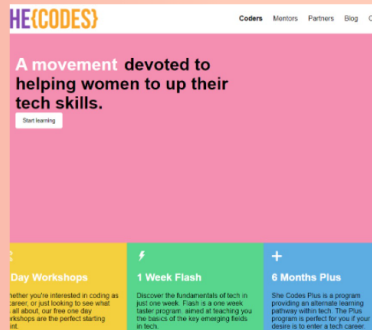 HE{CODES}
Coders Mentors Partners Blog
A movement devoted to
helping women to up their
tech skills.
Start learning
Day Workshops
hether you're interested in coding as
career, or just looking to see what
all about, our free one day
rkshops are the perfect starting
nt.
1 Week Flash
Discover the fundamentals of tech in
just one week. Flash is a one week
taster program, aimed at teaching you
the basics of the key emerging fields
in tech.
6 Months Plus
She Codes Plus is a program
providing an alternate learning
pathway within tech. The Plus
program is perfect for you if your
desire is to enter a tech career.